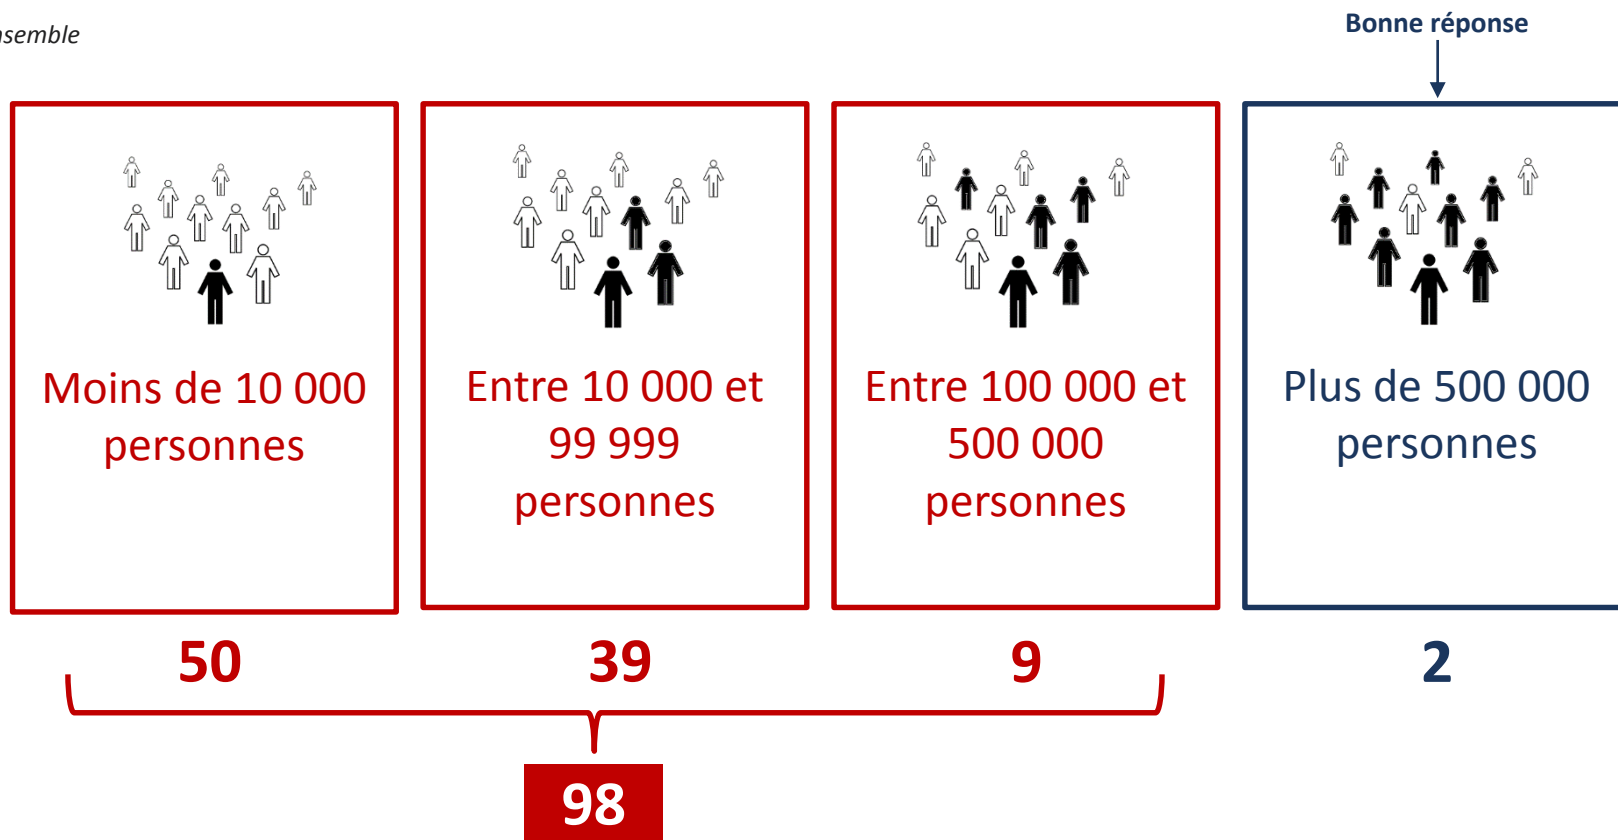 Bonne réponse
Moins de 10 000
personnes
50
Entre 10 000 et
99 999
personnes
39
Entre 100 000 et
500 000
personnes
9
Plus de 500 000
personnes
2
98